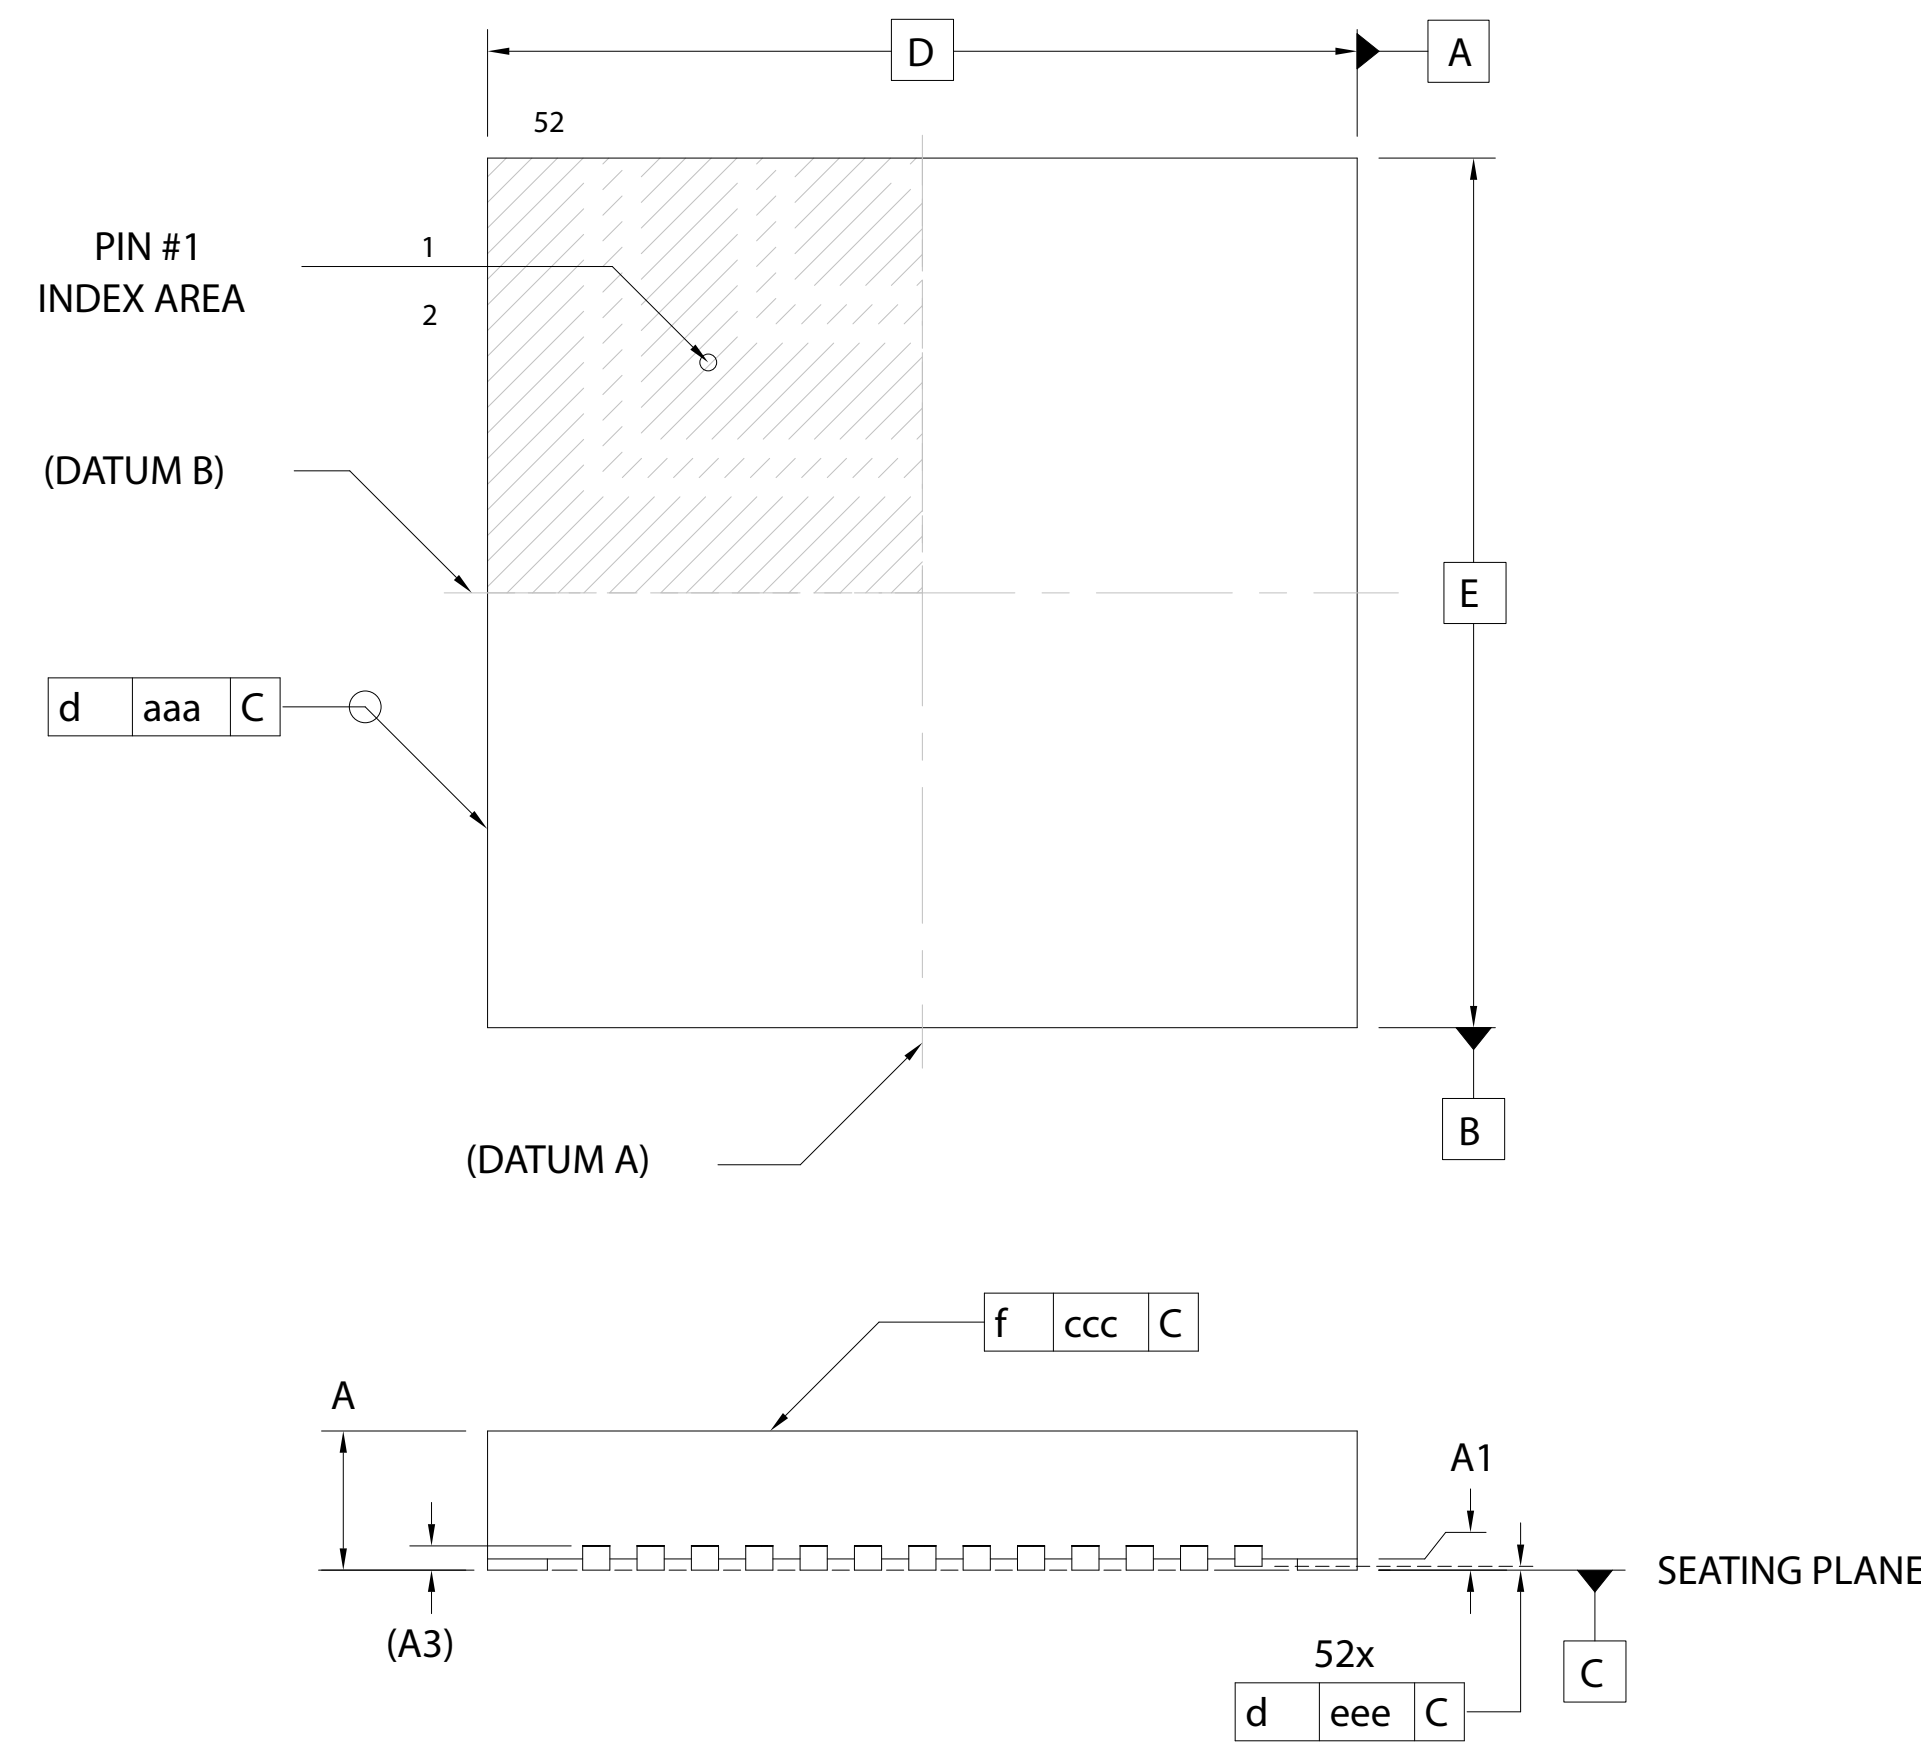 D
A
52
PIN #1
INDEX AREA
1
2
(DATUM B)
E
d aaa C
B
(DATUM A)
f ccc C
A
A1
SEATING PLANE
(A3)
52x
C
d eee C